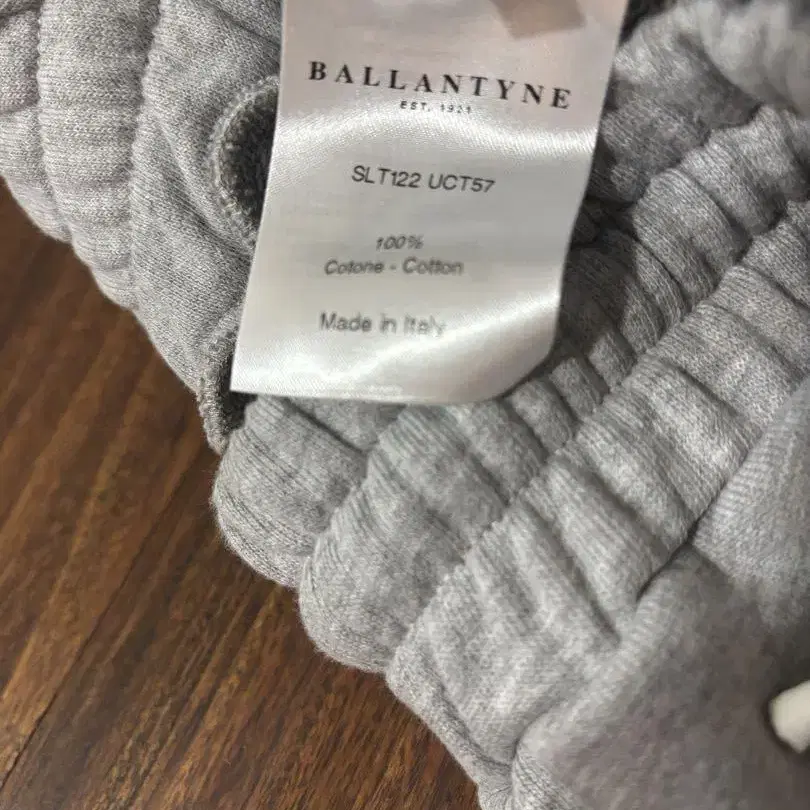 BALLANTYNE
EST. 1921
SLT122 UCT57
100%
Cotone - Cotton
Made in Italy